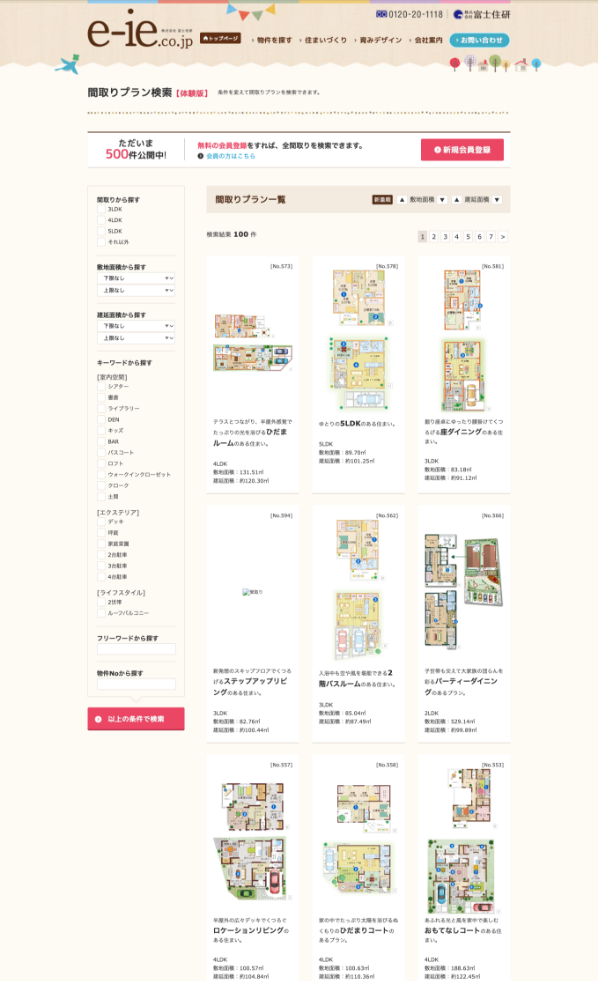 e-ie.co.jp
株式会社 富士住研
トップページ
0120-20-1118
株式会社 富士住研
物件を探す
住まいづくり
育みデザイン
会社案内
お問い合わせ
間取りプラン検索【体験版】 条件を変えて間取りプランを検索できます。
ただいま
500件公開中!
無料の会員登録をすれば、全間取りを検索できます。
会員の方はこちら
新規会員登録
間取りから探す
3LDK
4LDK
5LDK
それ以外
敷地面積から探す
下限なし
上限なし
建延面積から探す
下限なし
上限なし
キーワードから探す
[室内空間]
シアター
書斎
ライブラリー
DEN
キッズ
BAR
バスコート
ロフト
ウォークインクローゼット
クローク
土間
[エクステリア]
デッキ
坪庭
家庭菜園
2台駐車
3台駐車
4台駐車
[ライフスタイル]
2世帯
ルーフバルコニー
フリーワードから探す
物件Noから探す
以上の条件で検索
間取りプラン一覧
新着順 ▲ 敷地面積 ▼ ▲ 建延面積 ▼
検索結果 100 件
1 2 3 4 5 6 7 >
[No.573]
テラスとつながり、半屋外感覚で
たっぷりの光を浴びるひだま
ルームのある住まい。
4LDK
敷地面積：131.51㎡
建延面積：約120.30㎡
[No.578]
ゆとりの5LDKのある住まい。
5LDK
敷地面積：89.70㎡
建延面積：約101.25㎡
[No.581]
掘り座卓にゆったり腰掛けてくつ
ろげる座ダイニングのある住
まい。
3LDK
敷地面積：83.18㎡
建延面積：約91.12㎡
[No.594]
間取り
新発想のスキップフロアでくつろ
げるステップアップリビ
ングのある住まい。
3LDK
敷地面積：82.76㎡
建延面積：約100.44㎡
[No.562]
入浴中も空や風を堪能できる2
階バスルームのある住まい。
3LDK
敷地面積：85.04㎡
建延面積：約87.49㎡
[No.566]
子世帯も交えて大家族の団らんを
彩るパーティーダイニン
グのあるプラン。
2LDK
敷地面積：529.14㎡
建延面積：約99.89㎡
[No.557]
半屋外の広々デッキでくつろぐ
ロケーションリビングの
ある住まい。
4LDK
敷地面積：100.57㎡
建延面積：約104.84㎡
[No.558]
家の中でたっぷり太陽を浴びるぬ
くもりのひだまりコートの
あるプラン。
4LDK
敷地面積：100.63㎡
建延面積：約110.36㎡
[No.553]
あふれる光と風を家中で楽しむ
おもてなしコートのある住
まい。
4LDK
敷地面積：188.63㎡
建延面積：約122.45㎡